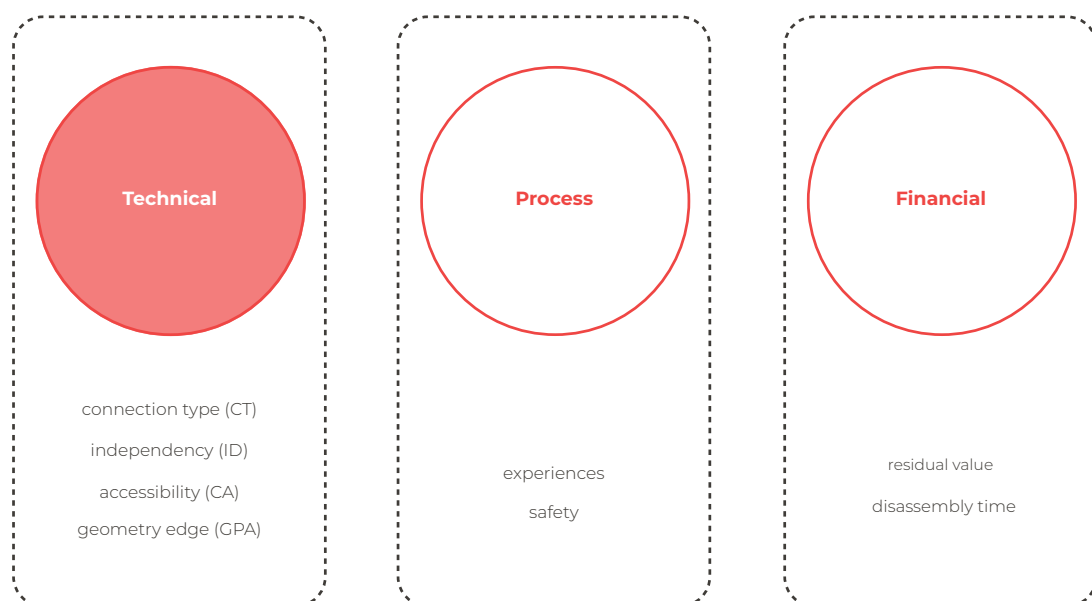 Technical
connection type (CT)
independency (ID)
accessibility (CA)
geometry edge (GPA)
Process
experiences
safety
Financial
residual value
disassembly time